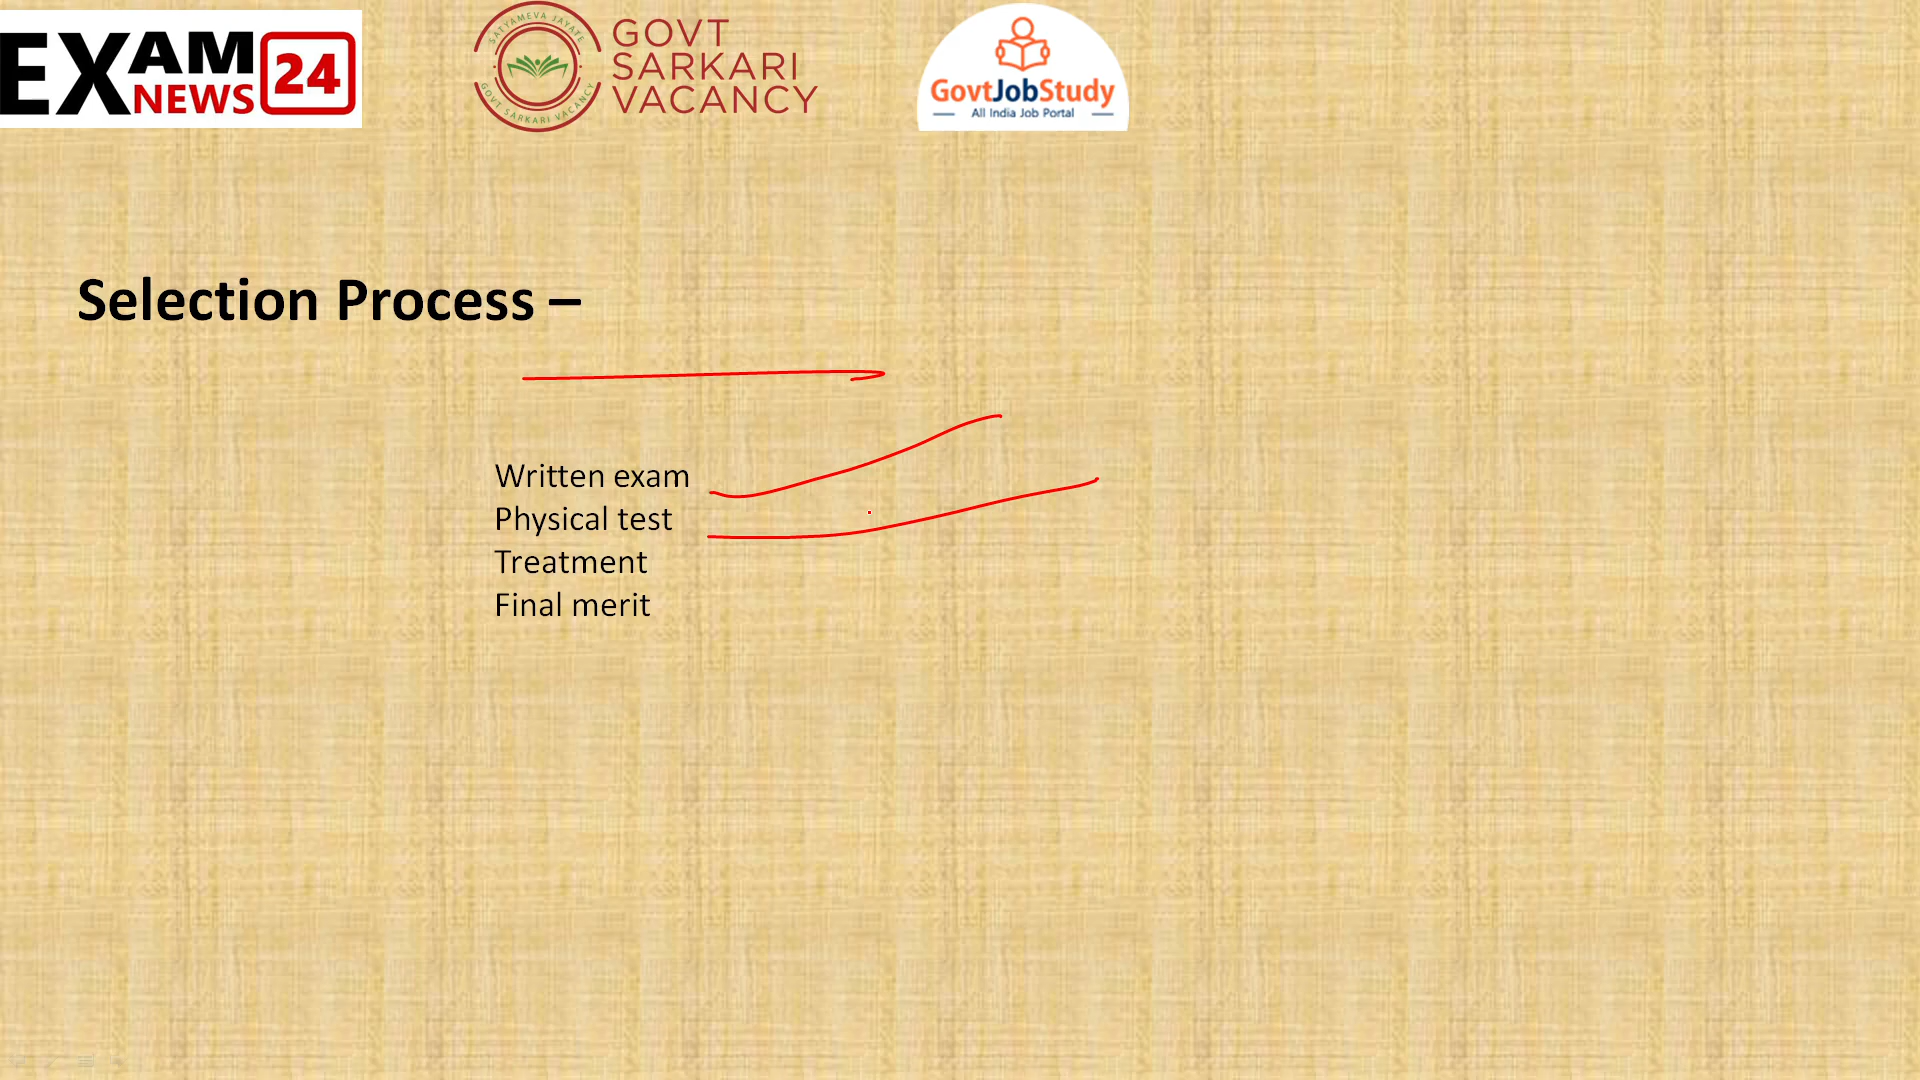 EXAM NEWS 24
SATYAMEVA JAYATE
GOVT SARKARI VACANCY
GOVT
SARKARI
VACANCY
GovtJobStudy
All India Job Portal
Selection Process –
Written exam
Physical test
Treatment
Final merit